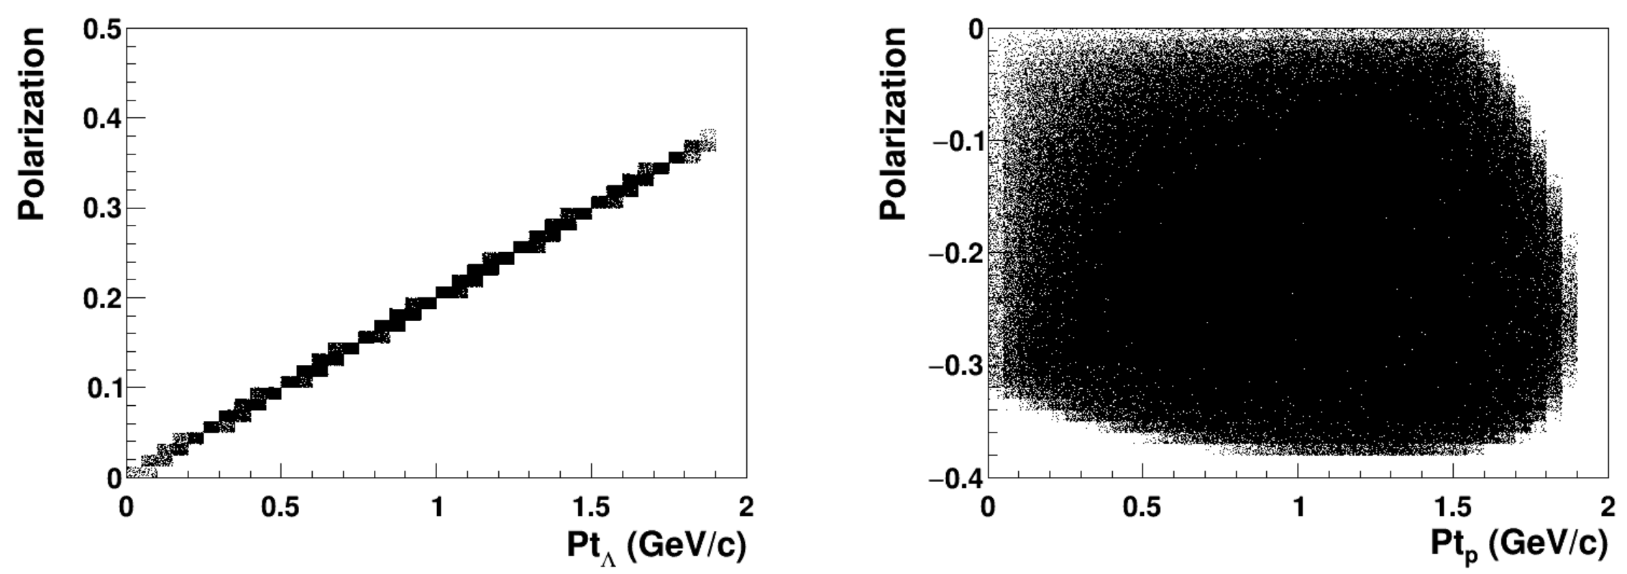 Polarization
0.5
0.4
0.3
0.2
0.1
0
0 0.5 1 1.5 2
Pt_Λ (GeV/c)
Polarization
0
−0.1
−0.2
−0.3
−0.4
0 0.5 1 1.5 2
Pt_p (GeV/c)